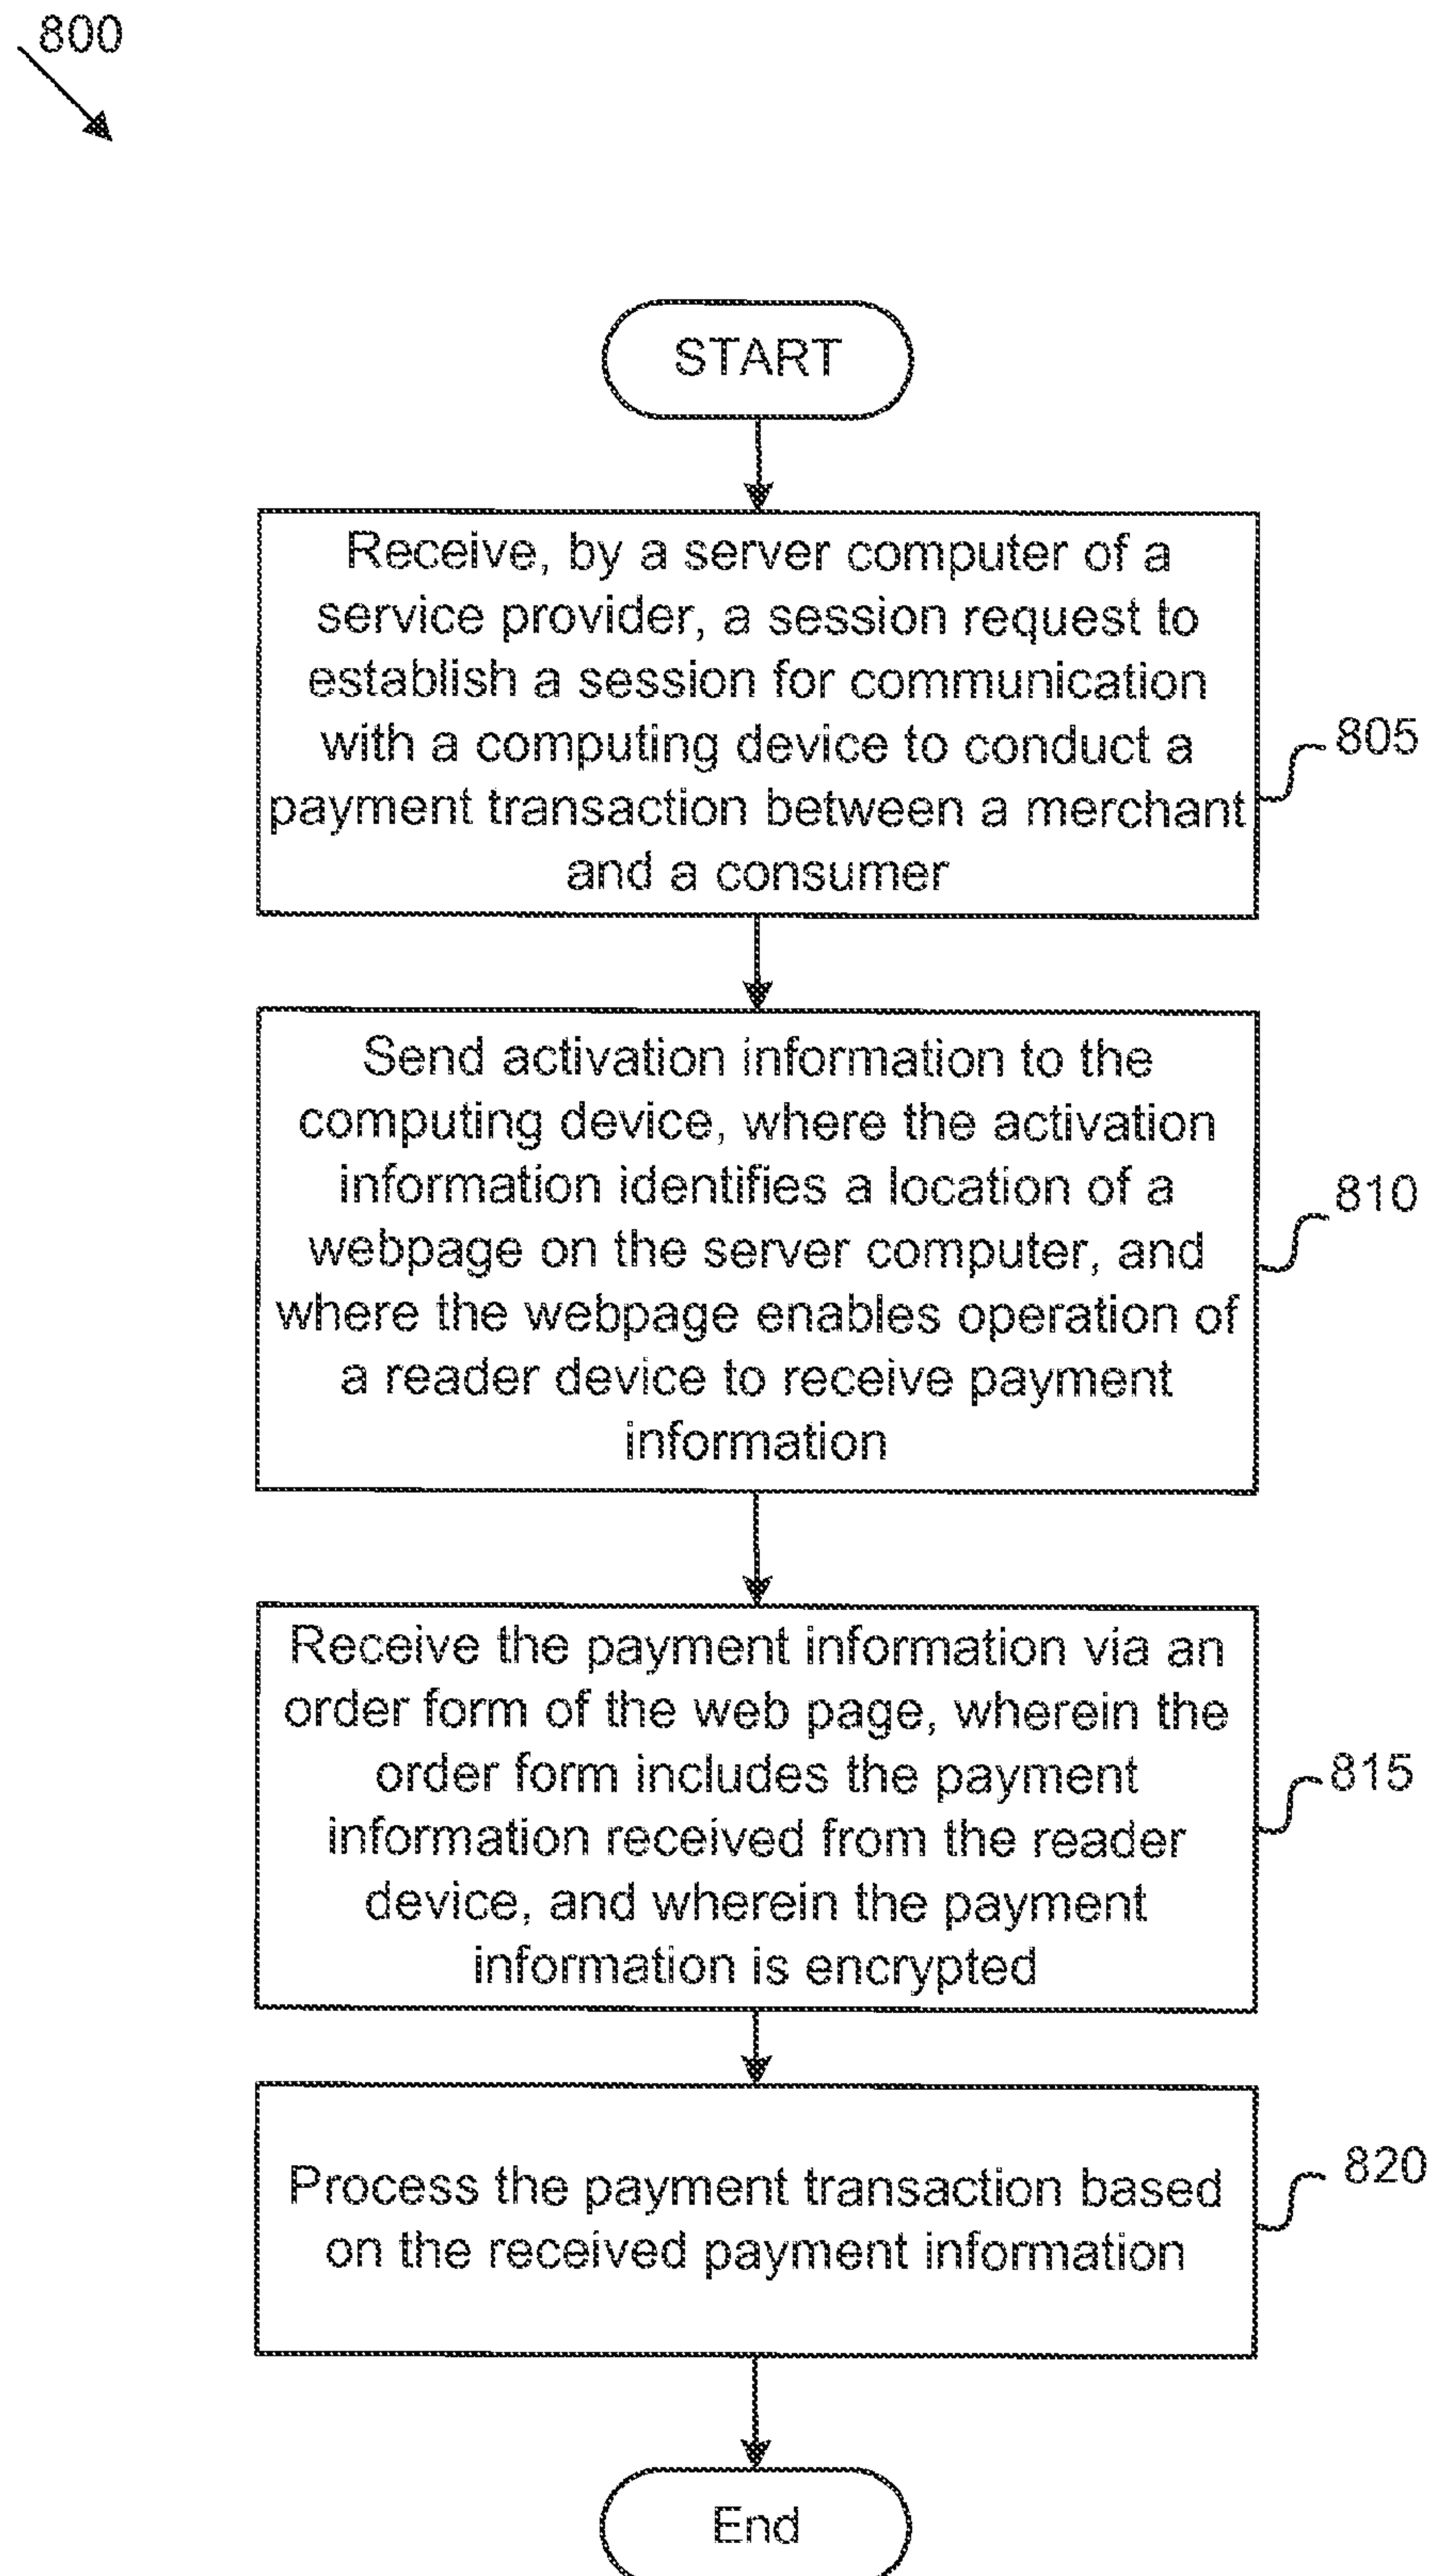 800
START
Receive, by a server computer of a
service provider, a session request to
establish a session for communication
with a computing device to conduct a
payment transaction between a merchant
and a consumer
805
Send activation information to the
computing device, where the activation
information identifies a location of a
webpage on the server computer, and
where the webpage enables operation of
a reader device to receive payment
information
810
Receive the payment information via an
order form of the web page, wherein the
order form includes the payment
information received from the reader
device, and wherein the payment
information is encrypted
815
Process the payment transaction based
on the received payment information
820
End